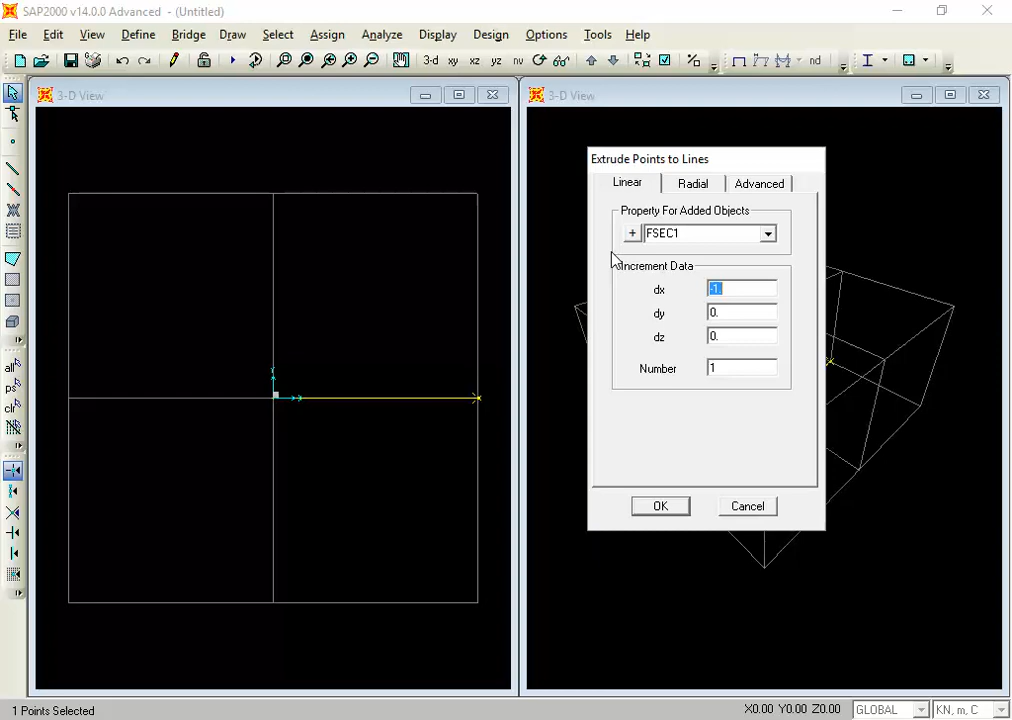 SAP2000 v14.0.0 Advanced - (Untitled)
File Edit View Define Bridge Draw Select Assign Analyze Display Design Options Tools Help
3-d xy xz yz nv nd
3-D View
3-D View
all
ps
clr
Y
Extrude Points to Lines
Linear Radial Advanced
Property For Added Objects
+ FSEC1
Increment Data
dx -1.
dy 0.
dz 0.
Number 1
OK Cancel
1 Points Selected
X0.00 Y0.00 Z0.00 GLOBAL KN, m, C